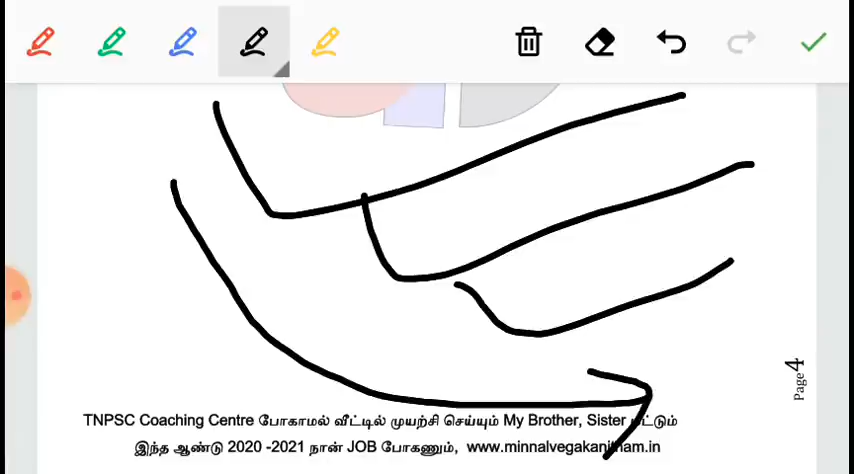 Page 4
TNPSC Coaching Centre போகாமல் வீட்டில் முயற்சி செய்யும் My Brother, Sister மட்டும்
இந்த ஆண்டு 2020 -2021 நான் JOB போகணும், www.minnalvegakanitham.in